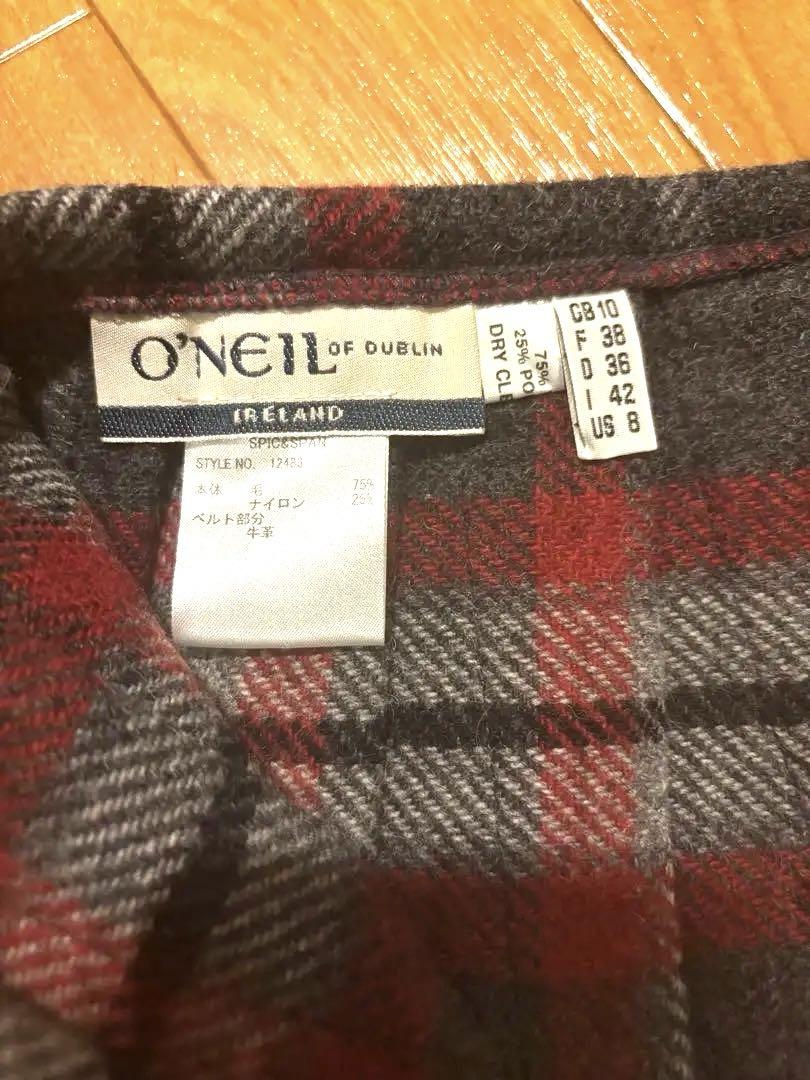 O'NEIL OF DUBLIN
IRELAND
SPIC&SPAN
STYLE NO. 12483
本体 毛 75%
ナイロン 25%
ベルト部分
牛革
75%
25% PO
DRY CLE
GB 10
F 38
D 36
I 42
US 8